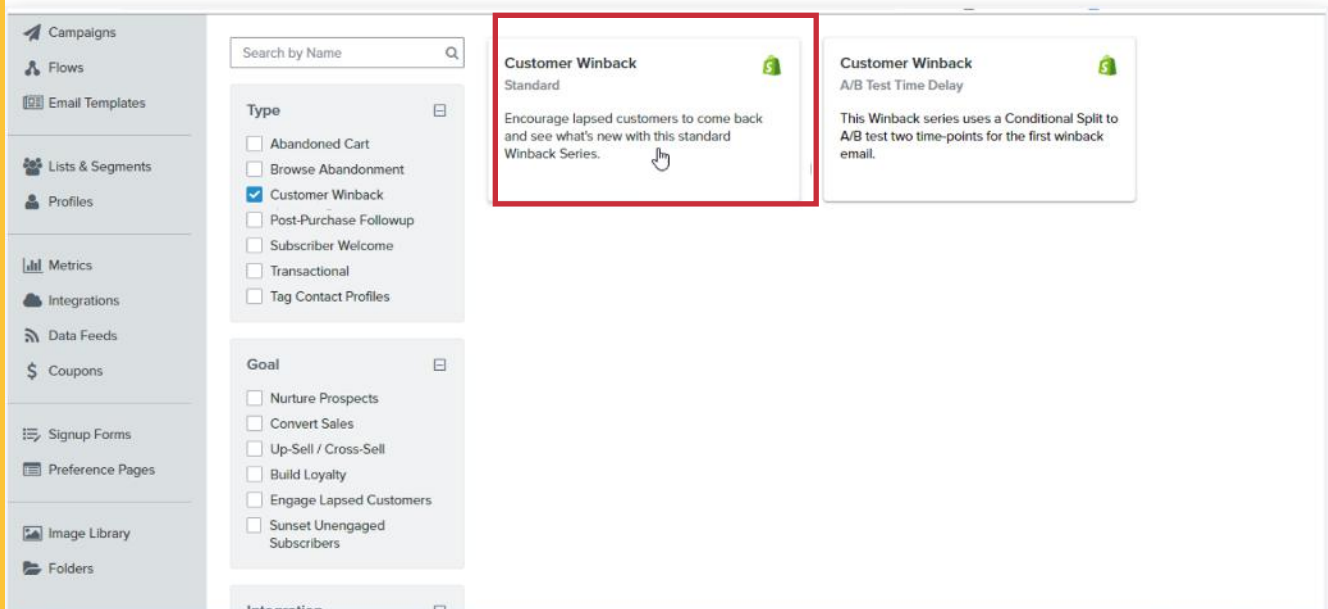 Campaigns
Flows
Email Templates
Lists & Segments
Profiles
Metrics
Integrations
Data Feeds
Coupons
Signup Forms
Preference Pages
Image Library
Folders
Search by Name
Type
Abandoned Cart
Browse Abandonment
Customer Winback
Post-Purchase Followup
Subscriber Welcome
Transactional
Tag Contact Profiles
Goal
Nurture Prospects
Convert Sales
Up-Sell / Cross-Sell
Build Loyalty
Engage Lapsed Customers
Sunset Unengaged
Subscribers
Integration
Customer Winback
Standard
Encourage lapsed customers to come back
and see what's new with this standard
Winback Series.
Customer Winback
A/B Test Time Delay
This Winback series uses a Conditional Split to
A/B test two time-points for the first winback
email.